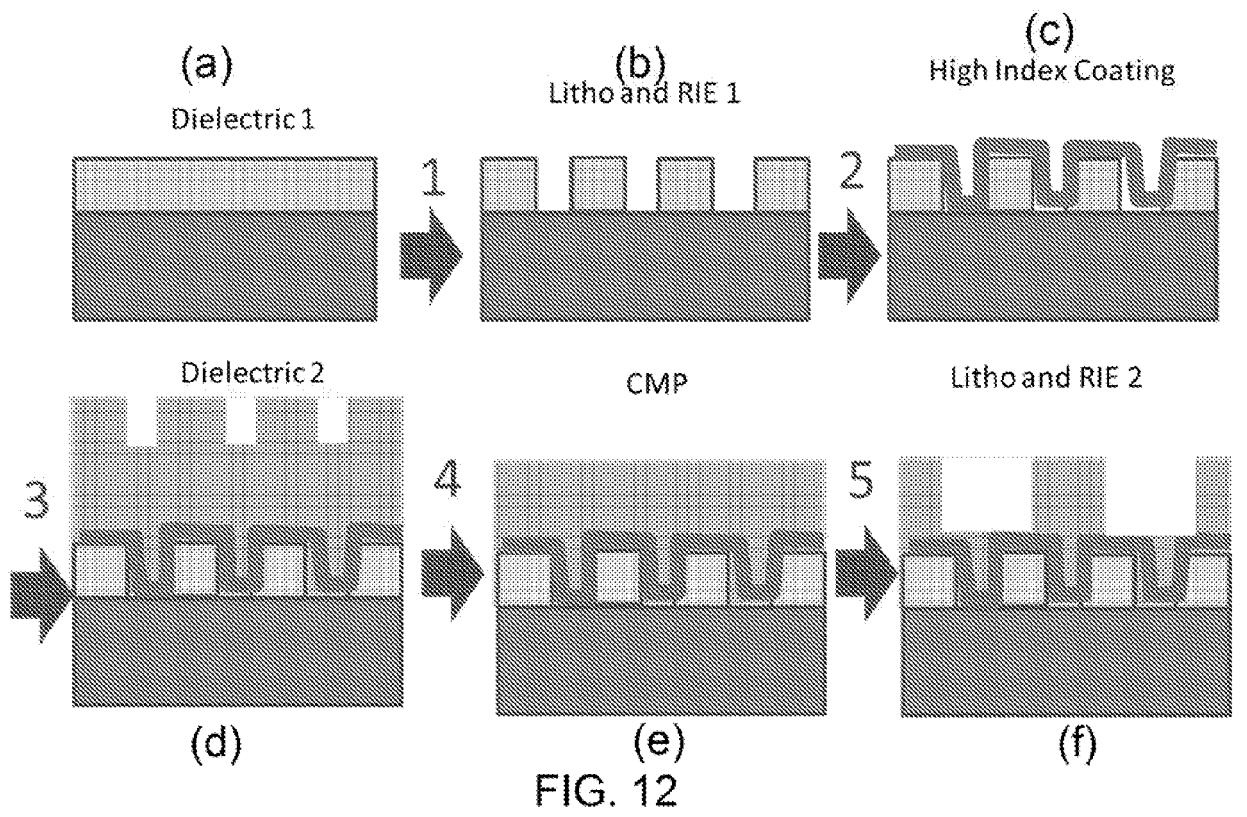 (a)
Dielectric 1
(b)
Litho and RIE 1
(c)
High Index Coating
1
2
Dielectric 2
CMP
Litho and RIE 2
3
4
5
(d)
(e)
(f)
FIG. 12